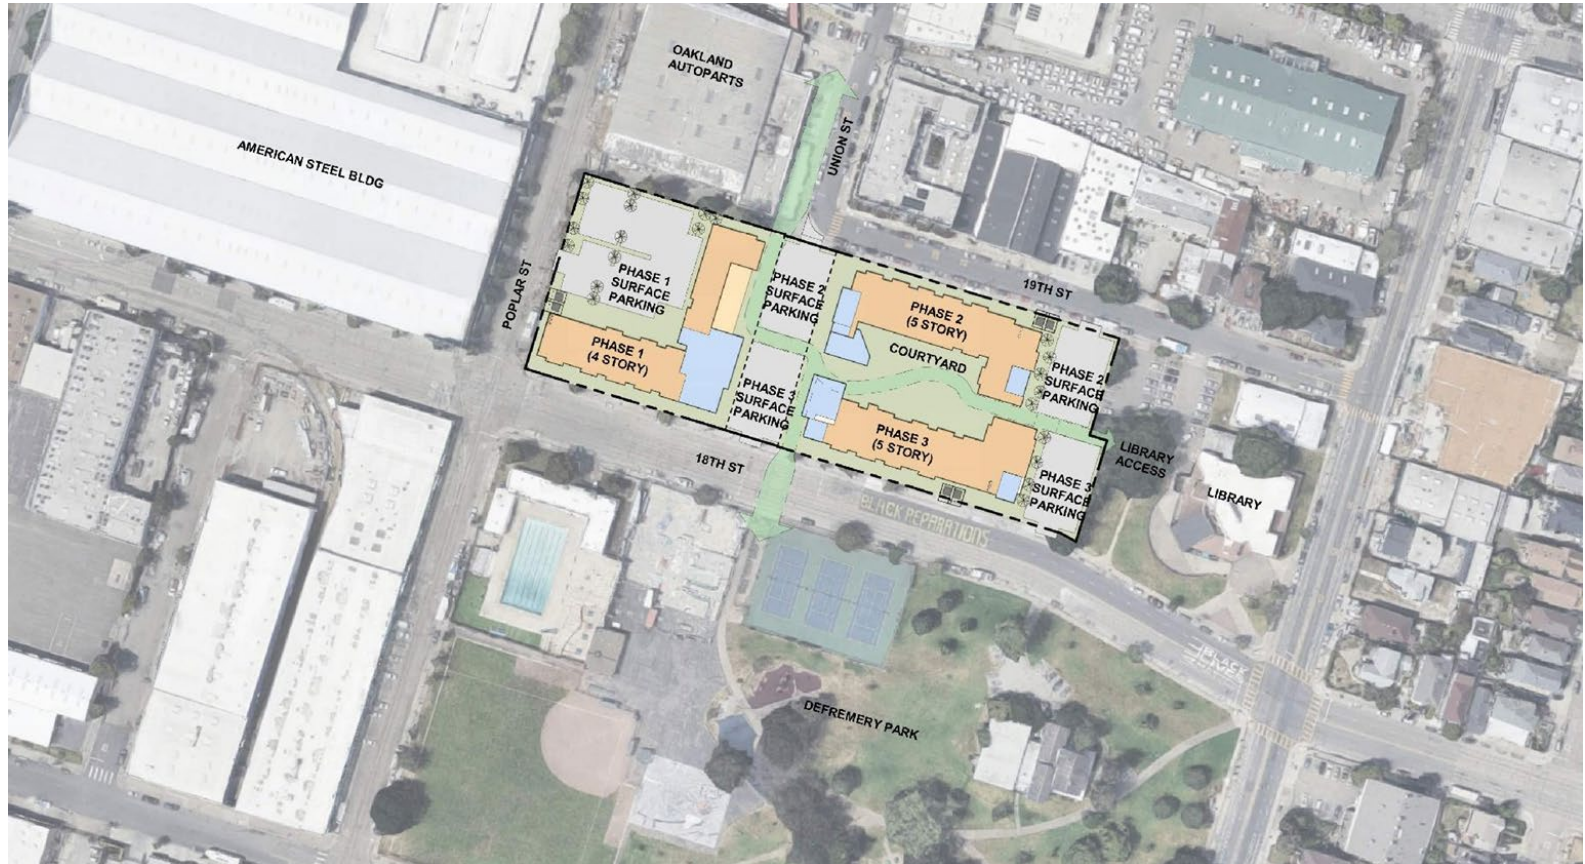 OAKLAND
AUTOPARTS
AMERICAN STEEL BLDG
UNION ST
POPLAR ST
PHASE 1
SURFACE
PARKING
PHASE 2
SURFACE
PARKING
19TH ST
PHASE 2
(5 STORY)
PHASE 1
(4 STORY)
COURTYARD
PHASE 2
SURFACE
PARKING
PHASE 3
SURFACE
PARKING
PHASE 3
(5 STORY)
LIBRARY
ACCESS
18TH ST
PHASE 3
SURFACE
PARKING
LIBRARY
BLACK REPARATIONS
DEFREMERY PARK